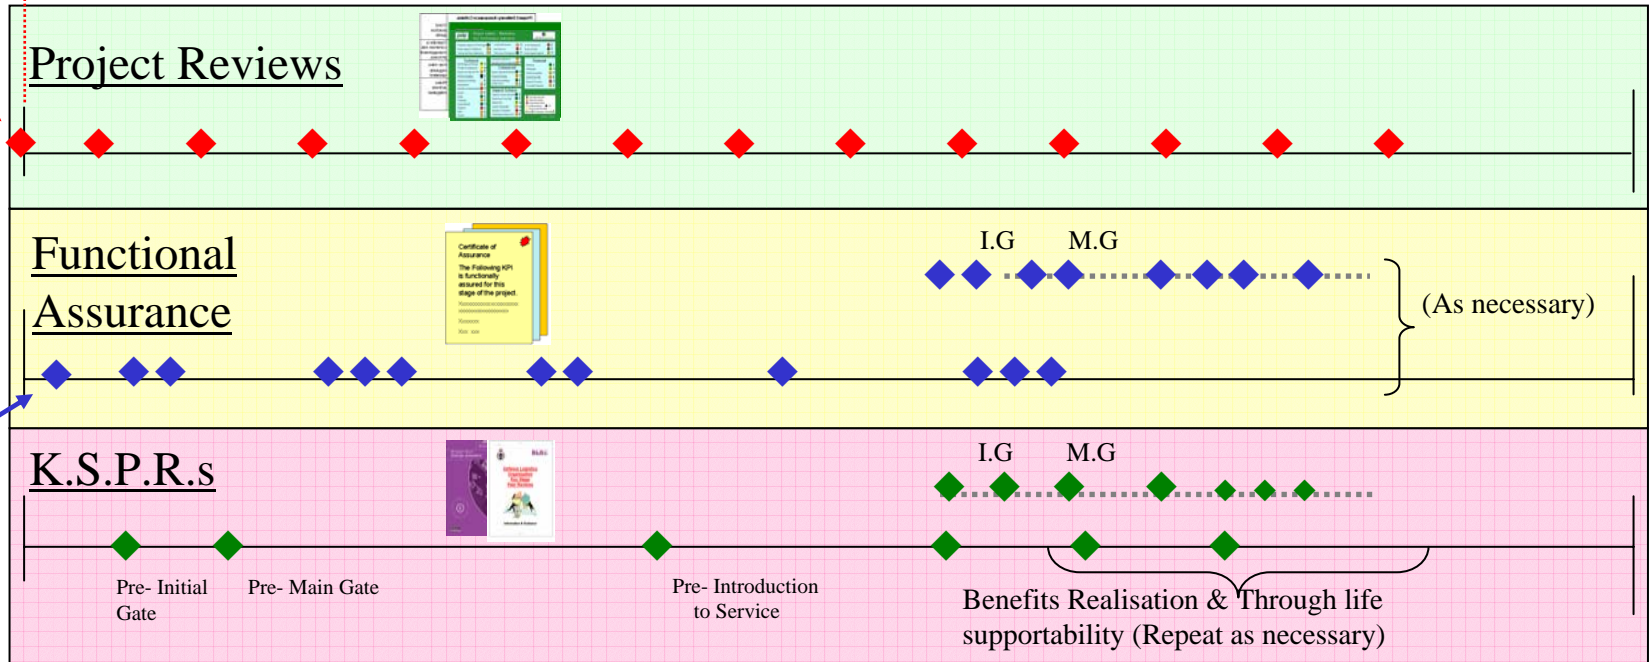 Project Reviews
Functional
Assurance
Certificate of
Assurance
The Following KPI
is functionally
assured for this
stage of the project.
I.G
M.G
(As necessary)
K.S.P.R.s
I.G
M.G
Pre- Initial
Gate
Pre- Main Gate
Pre- Introduction
to Service
Benefits Realisation & Through life
supportability (Repeat as necessary)